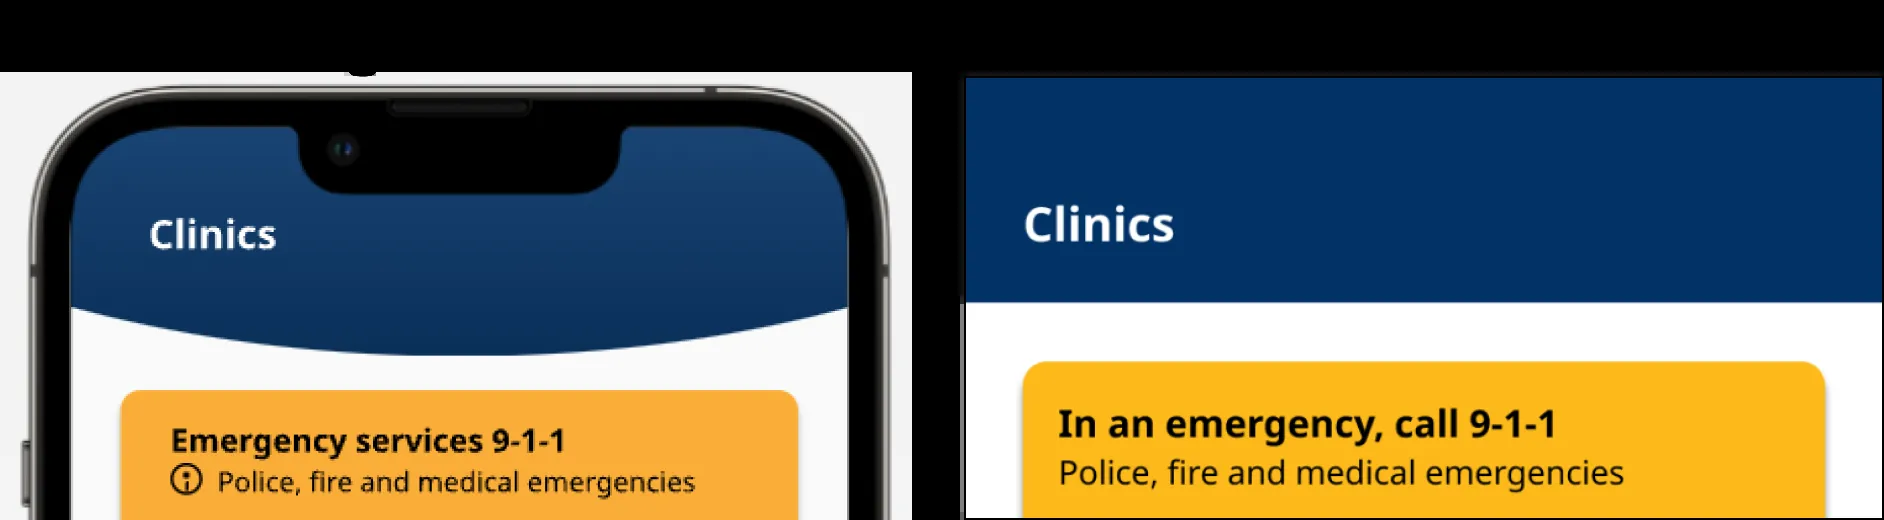 Clinics
Emergency services 9-1-1
Police, fire and medical emergencies
Clinics
In an emergency, call 9-1-1
Police, fire and medical emergencies